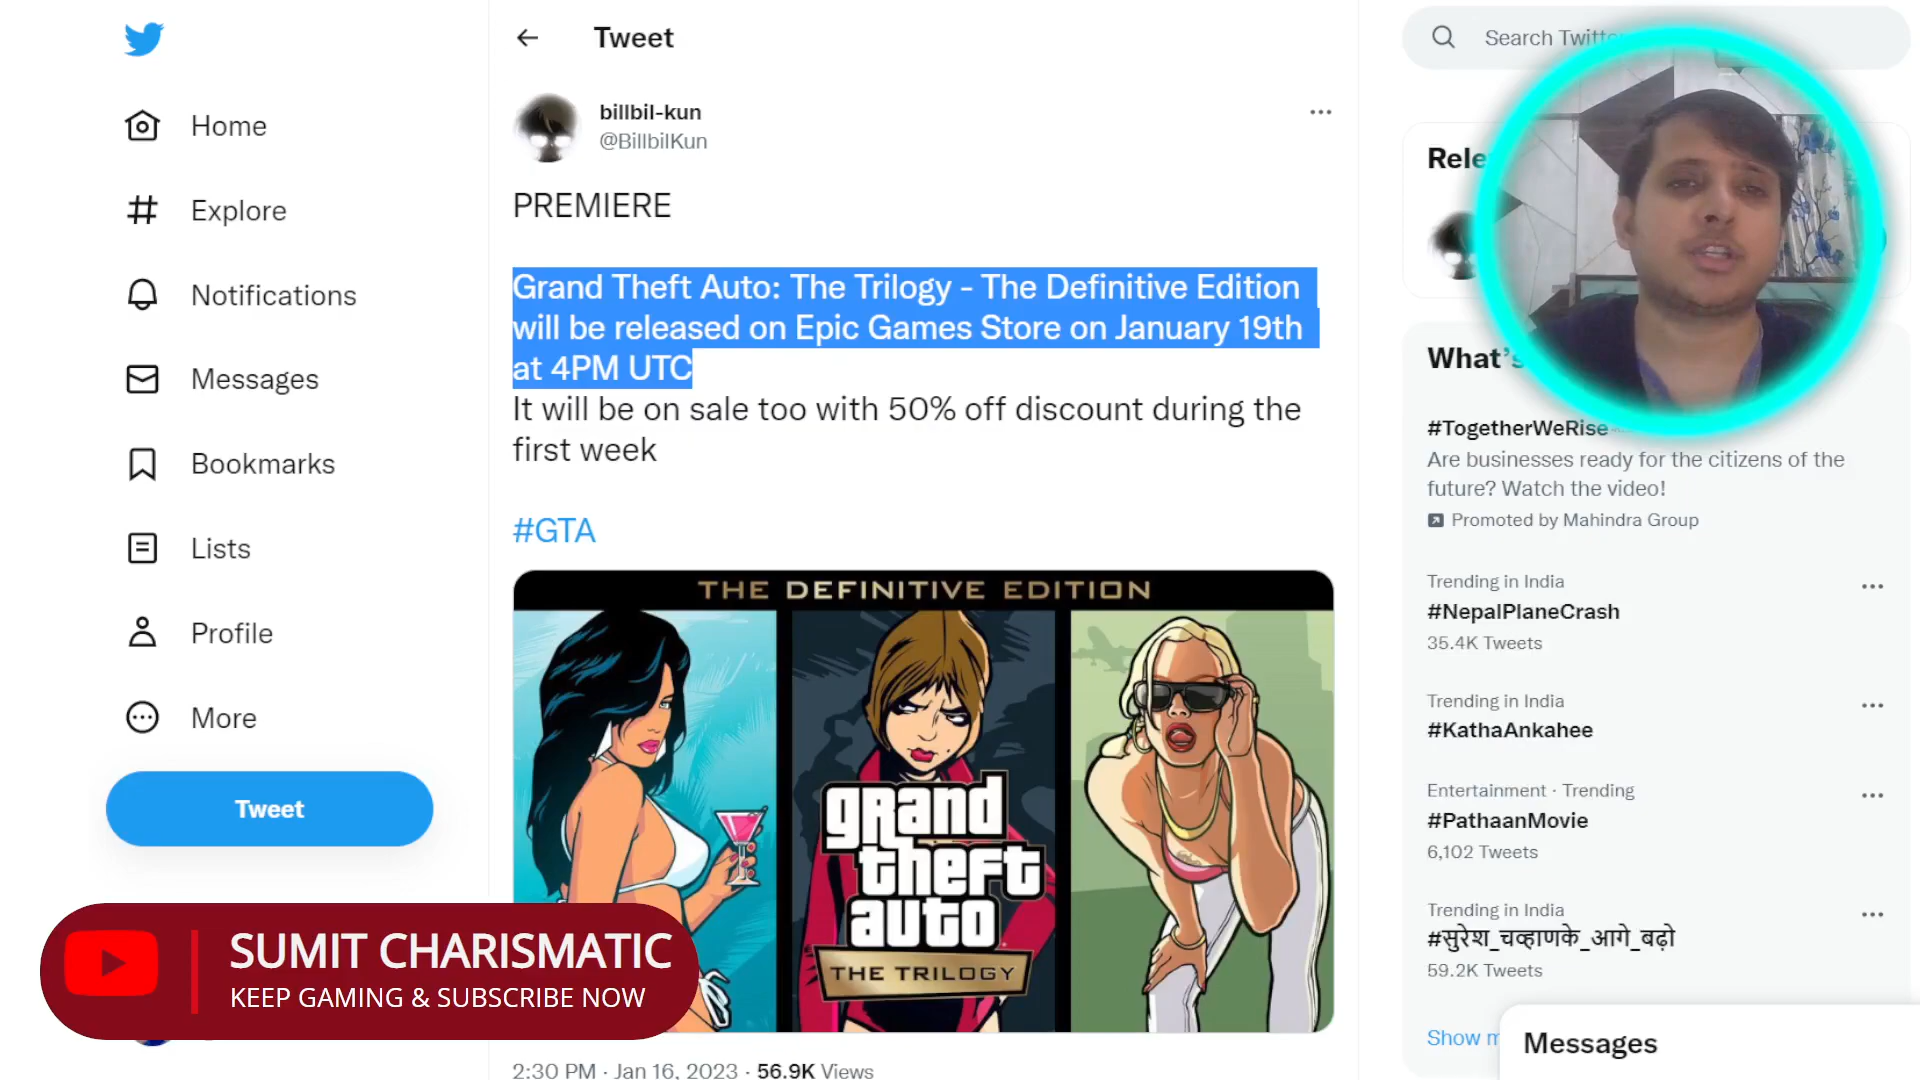 Home
Explore
Notifications
Messages
Bookmarks
Lists
Profile
More
Tweet
SUMIT CHARISMATIC
KEEP GAMING & SUBSCRIBE NOW
Tweet
billbil-kun
@BillbilKun
PREMIERE
Grand Theft Auto: The Trilogy - The Definitive Edition
will be released on Epic Games Store on January 19th
at 4PM UTC
It will be on sale too with 50% off discount during the
first week
#GTA
THE DEFINITIVE EDITION
grand
theft
auto
THE TRILOGY
2:30 PM · Jan 16, 2023 · 56.9K Views
Search Twitter
Rele
What's
#TogetherWeRise
Are businesses ready for the citizens of the
future? Watch the video!
Promoted by Mahindra Group
Trending in India
#NepalPlaneCrash
35.4K Tweets
Trending in India
#KathaAnkahee
Entertainment · Trending
#PathaanMovie
6,102 Tweets
Trending in India
#सुरेश_चव्हाणके_आगे_बढ़ो
59.2K Tweets
Show
Messages